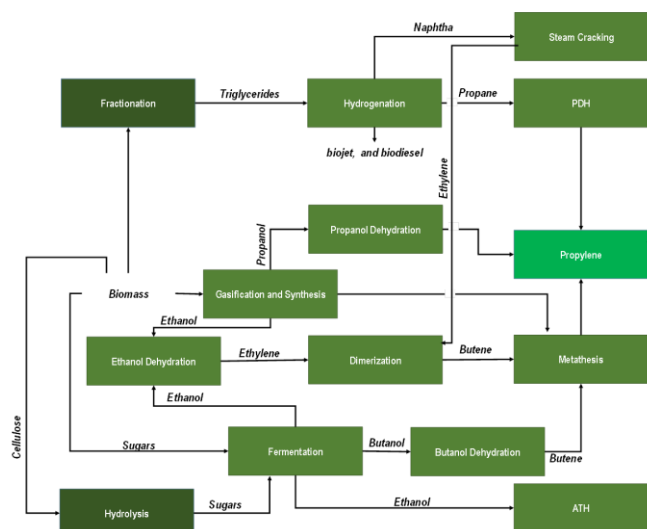 Naphtha
Steam Cracking
Fractionation
Triglycerides
Hydrogenation
Propane
PDH
biojet, and biodiesel
Ethylene
Propanol
Propanol Dehydration
Propylene
Biomass
Gasification and Synthesis
Ethanol
Ethanol Dehydration
Ethylene
Dimerization
Butene
Metathesis
Ethanol
Cellulose
Sugars
Fermentation
Butanol
Butanol Dehydration
Butene
Hydrolysis
Sugars
Ethanol
ATH